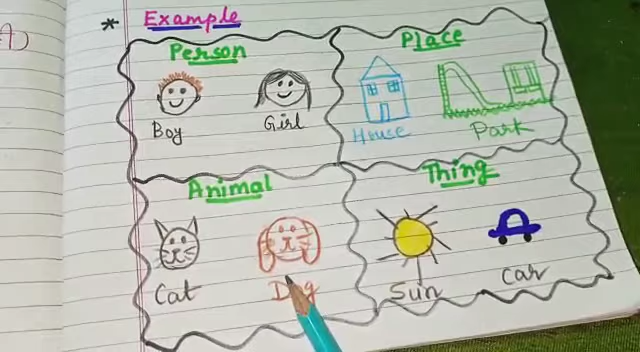 A)
* Example
Person
Place
Boy
Girl
House
Park
Animal
Thing
Cat
Dog
Sun
Car